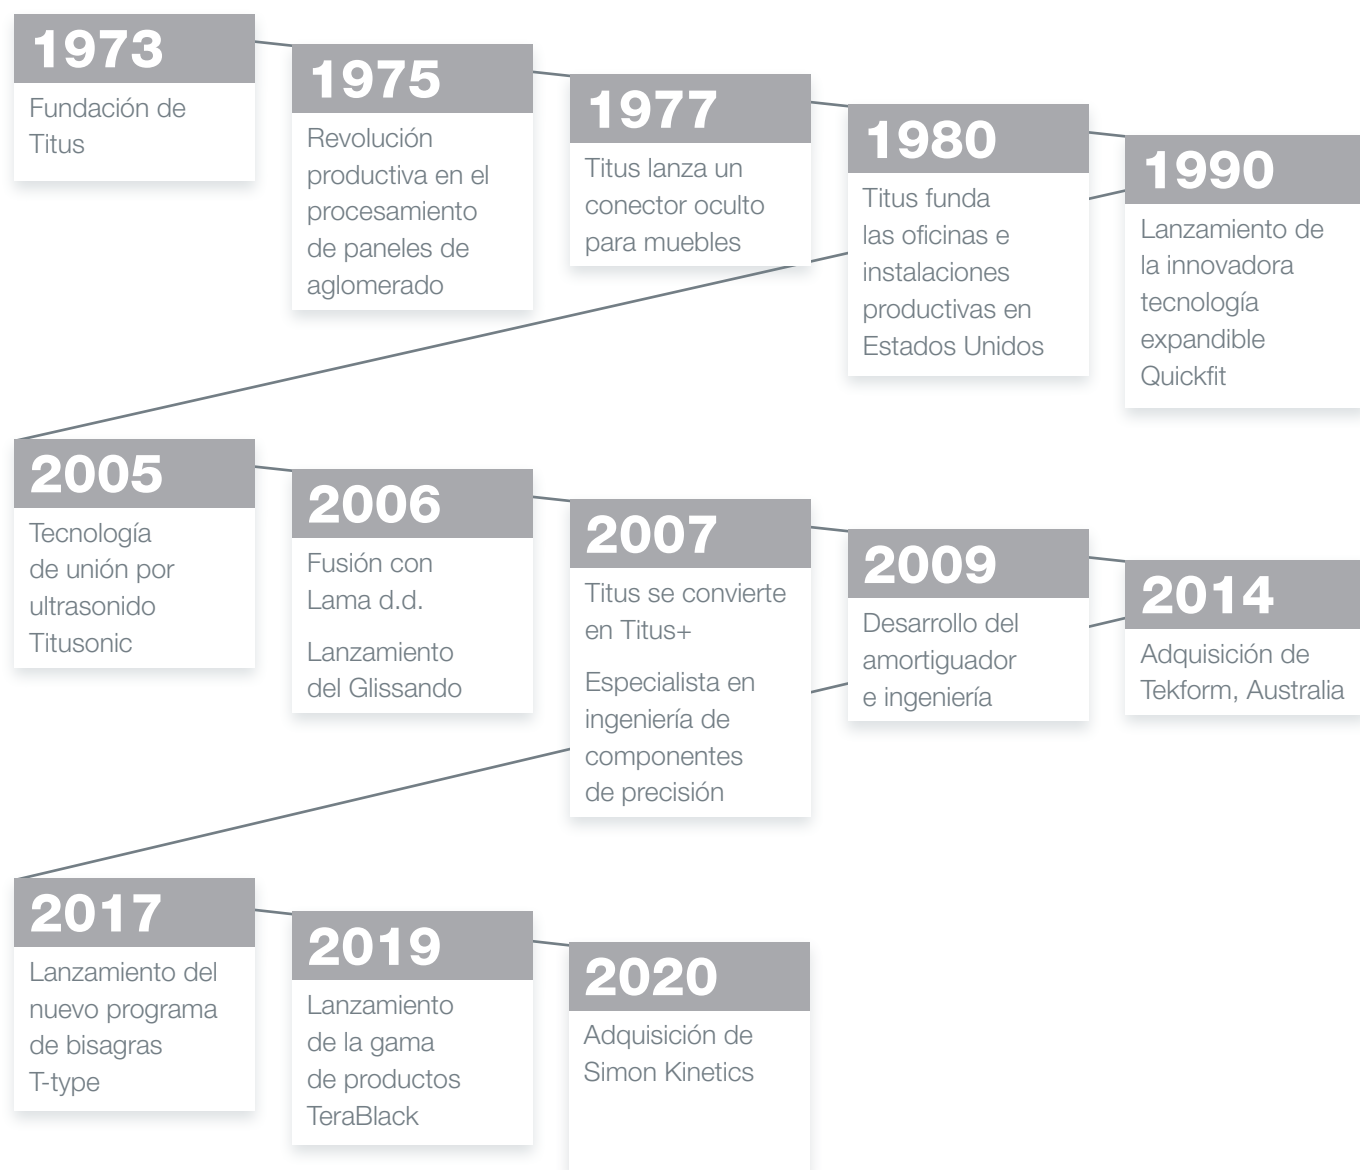 1973
Fundación de
Titus
1975
Revolución
productiva en el
procesamiento
de paneles de
aglomerado
1977
Titus lanza un
conector oculto
para muebles
1980
Titus funda
las oficinas e
instalaciones
productivas en
Estados Unidos
1990
Lanzamiento de
la innovadora
tecnología
expandible
Quickfit
2005
Tecnología
de unión por
ultrasonido
Titusonic
2006
Fusión con
Lama d.d.
Lanzamiento
del Glissando
2007
Titus se convierte
en Titus+
Especialista en
ingeniería de
componentes
de precisión
2009
Desarrollo del
amortiguador
e ingeniería
2014
Adquisición de
Tekform, Australia
2017
Lanzamiento del
nuevo programa
de bisagras
T-type
2019
Lanzamiento
de la gama
de productos
TeraBlack
2020
Adquisición de
Simon Kinetics